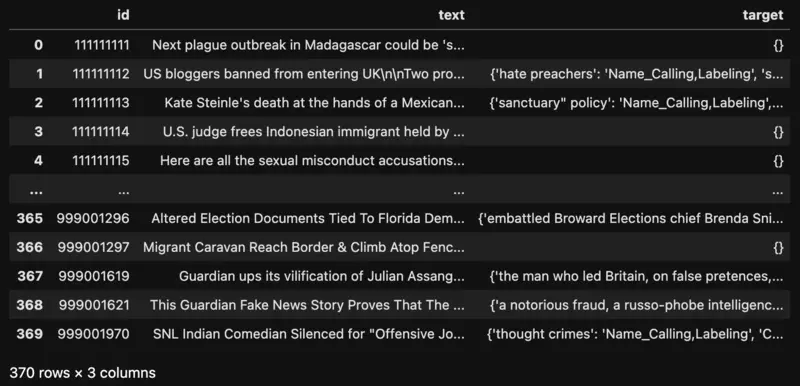 id text target
0 111111111 Next plague outbreak in Madagascar could be 's... {}
1 111111112 US bloggers banned from entering UK\n\nTwo pro... {'hate preachers': 'Name_Calling,Labeling', 's...
2 111111113 Kate Steinle's death at the hands of a Mexican... {'sanctuary" policy': 'Name_Calling,Labeling',...
3 111111114 U.S. judge frees Indonesian immigrant held by ... {}
4 111111115 Here are all the sexual misconduct accusations... {}
... ... ... ...
365 999001296 Altered Election Documents Tied To Florida Dem... {'embattled Broward Elections chief Brenda Sni...
366 999001297 Migrant Caravan Reach Border & Climb Atop Fenc... {}
367 999001619 Guardian ups its vilification of Julian Assang... {'the man who led Britain, on false pretences,...
368 999001621 This Guardian Fake News Story Proves That The ... {'a notorious fraud, a russo-phobe intelligenc...
369 999001970 SNL Indian Comedian Silenced for "Offensive Jo... {'thought crimes': 'Name_Calling,Labeling', 'C...
370 rows × 3 columns